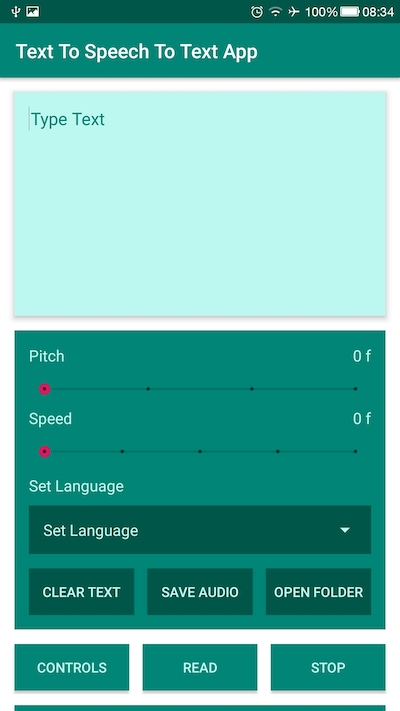 100% 08:34
Text To Speech To Text App
Type Text
Pitch 0 f
Speed 0 f
Set Language
Set Language
CLEAR TEXT SAVE AUDIO OPEN FOLDER
CONTROLS READ STOP